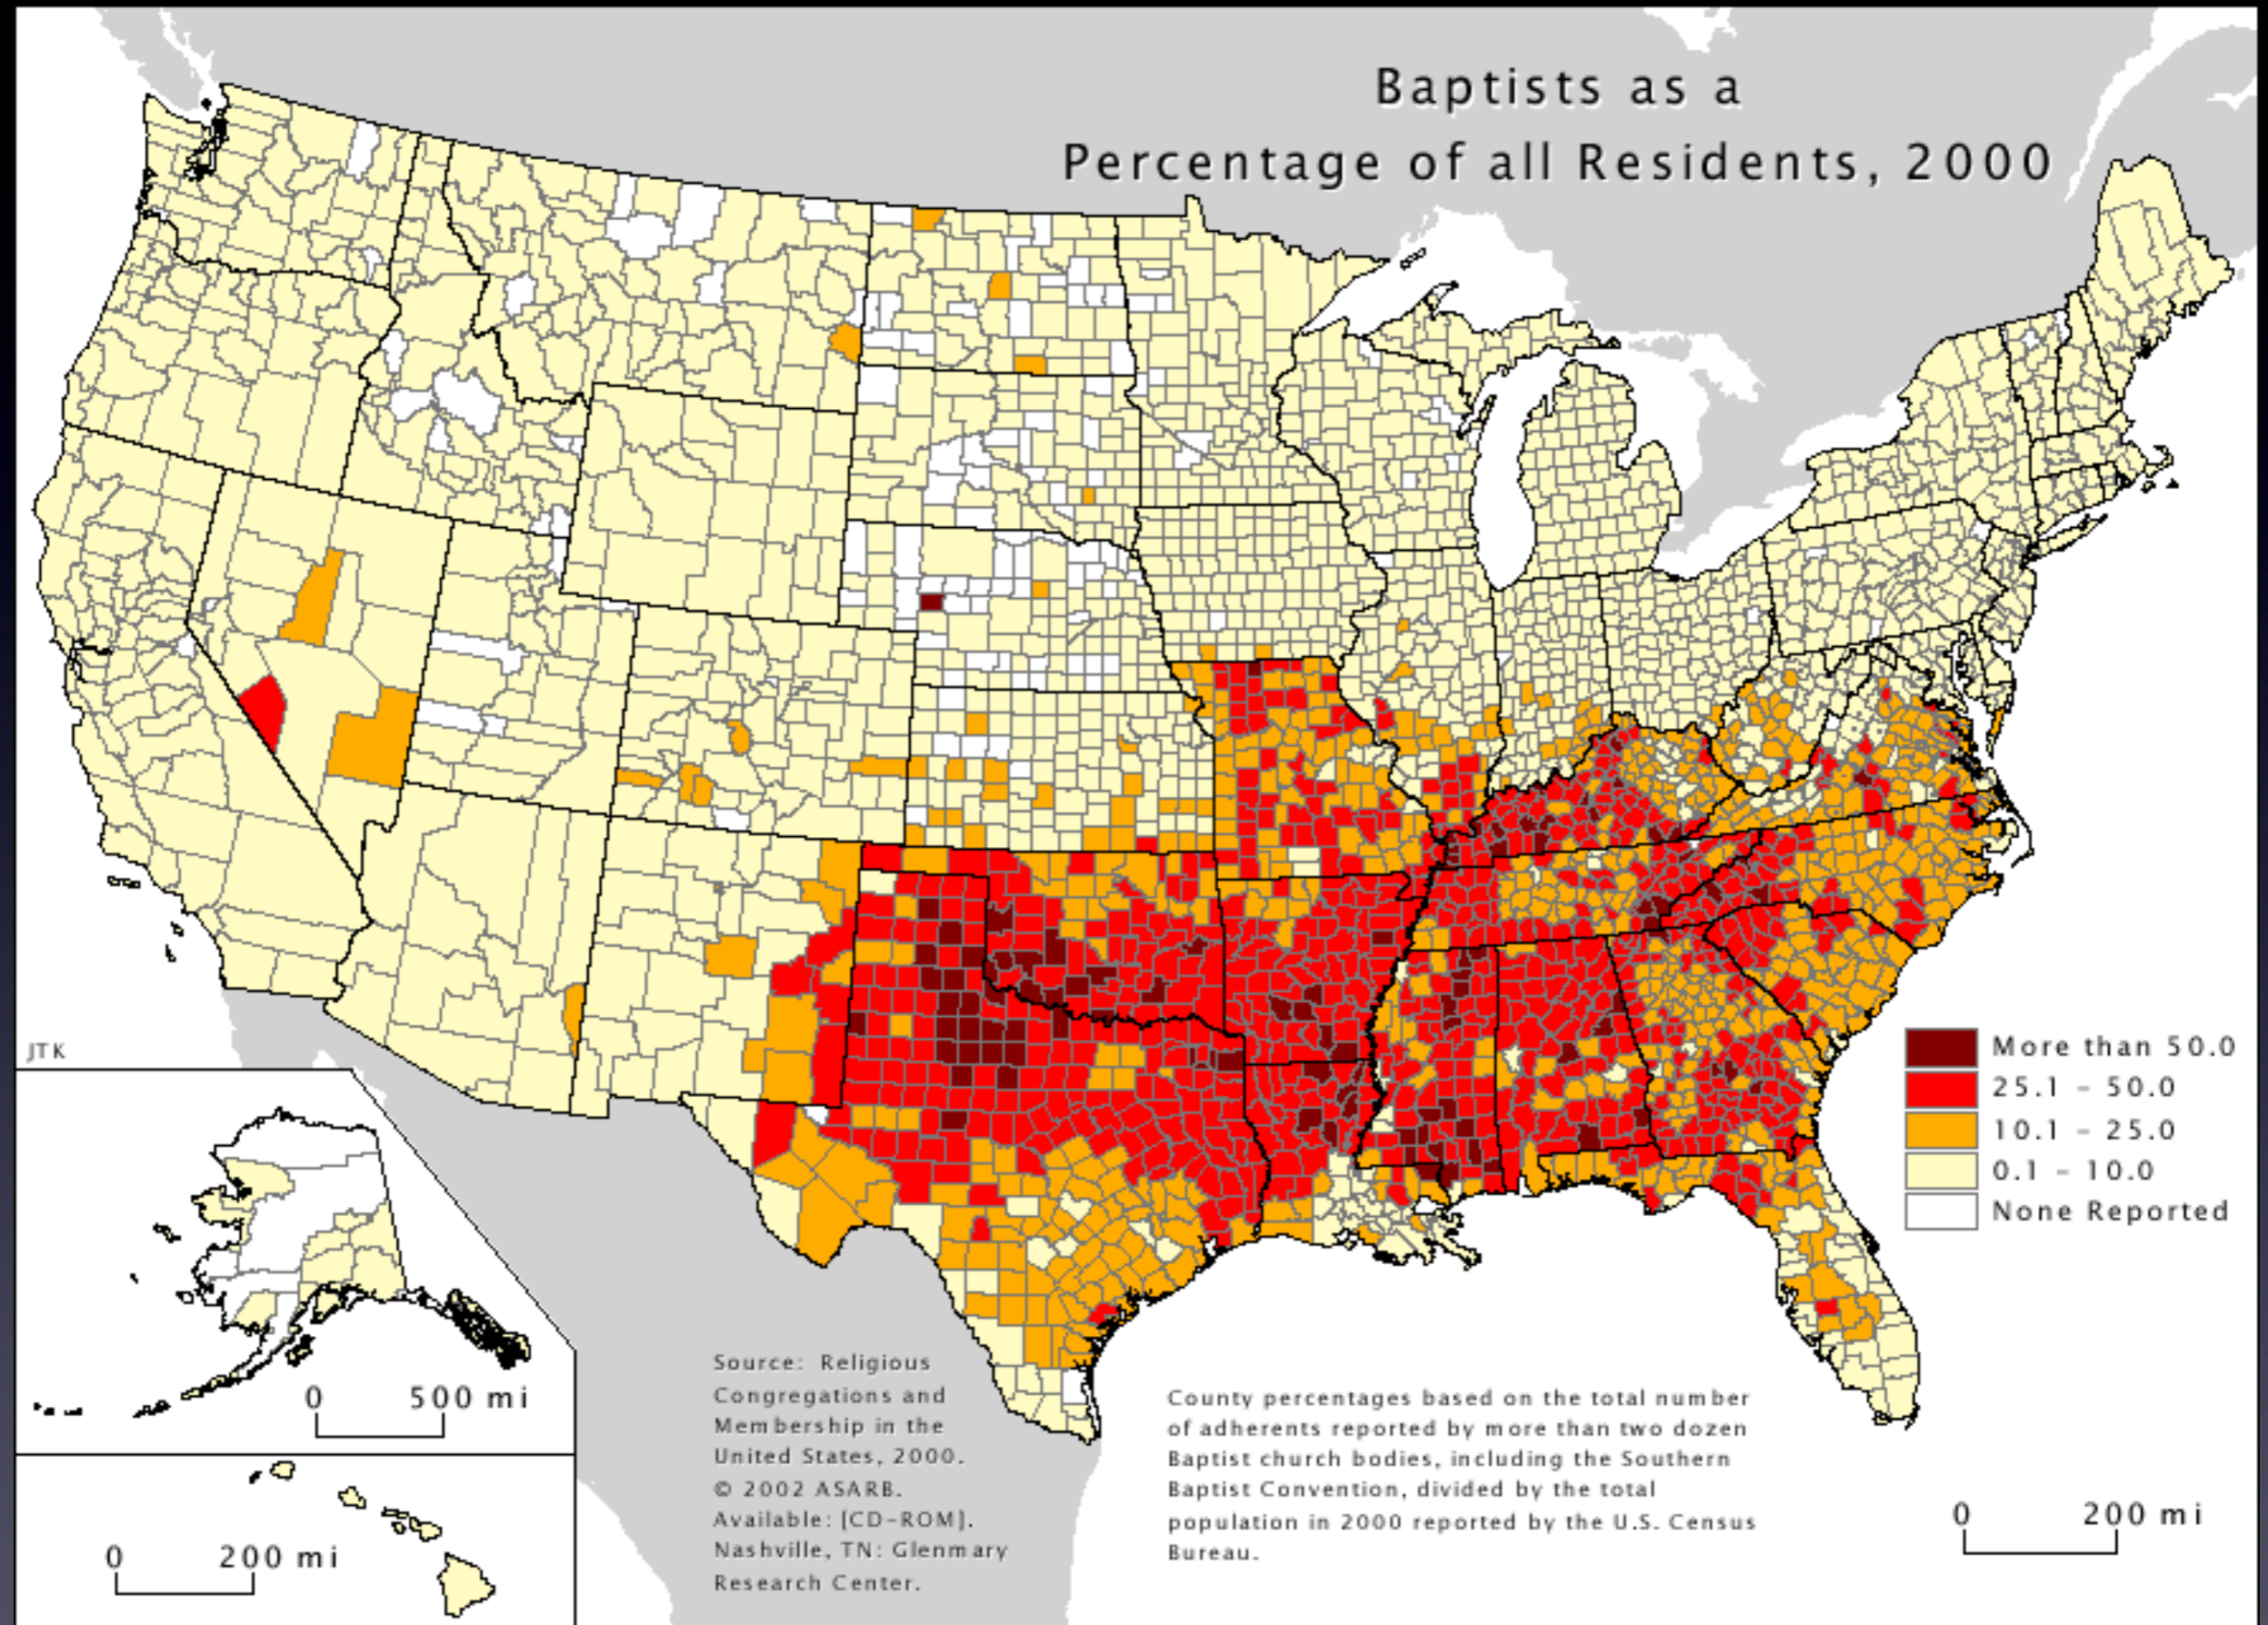 Baptists as a
Percentage of all Residents, 2000
JTK
More than 50.0
25.1 – 50.0
10.1 – 25.0
0.1 – 10.0
None Reported
0 500 mi
0 200 mi
Source: Religious
Congregations and
Membership in the
United States, 2000.
© 2002 ASARB.
Available: [CD-ROM].
Nashville, TN: Glenmary
Research Center.
County percentages based on the total number
of adherents reported by more than two dozen
Baptist church bodies, including the Southern
Baptist Convention, divided by the total
population in 2000 reported by the U.S. Census
Bureau.
0 200 mi